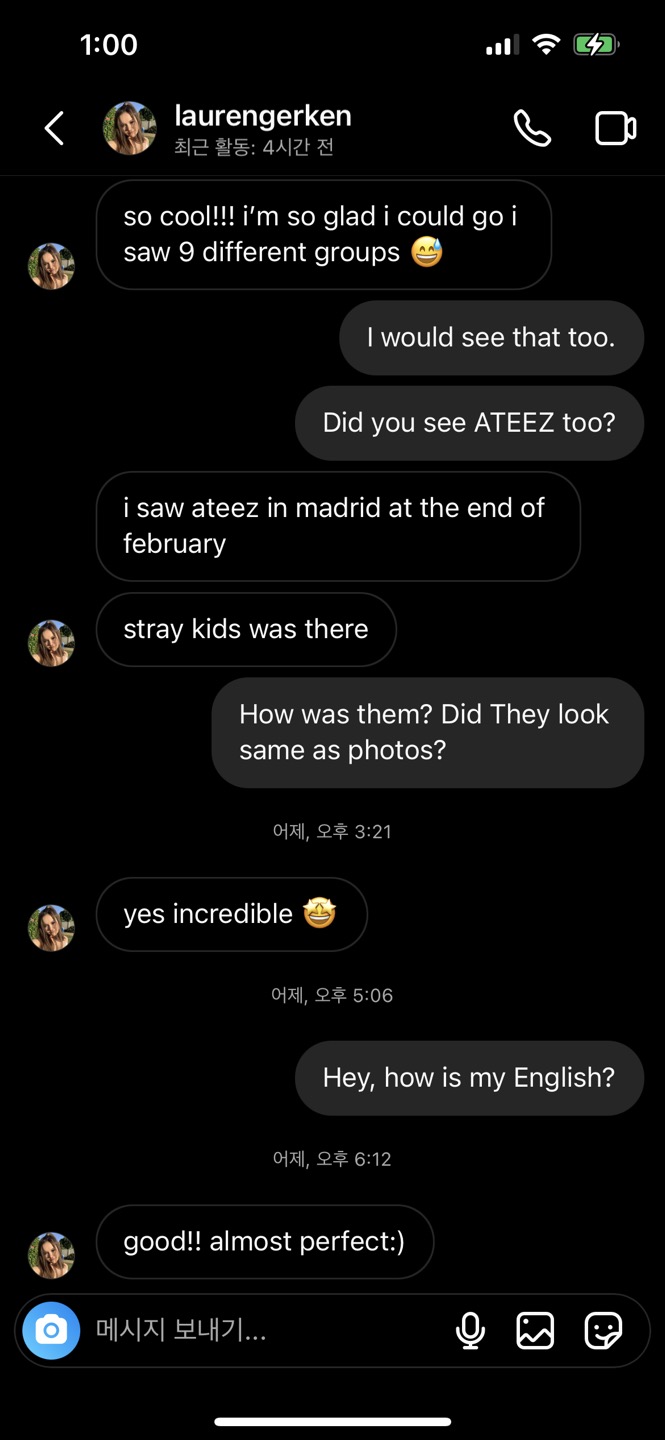 1:00
laurengerken
최근 활동: 4시간 전
so cool!!! i’m so glad i could go i
saw 9 different groups 😅
I would see that too.
Did you see ATEEZ too?
i saw ateez in madrid at the end of
february
stray kids was there
How was them? Did They look
same as photos?
어제, 오후 3:21
yes incredible 🤩
어제, 오후 5:06
Hey, how is my English?
어제, 오후 6:12
good!! almost perfect:)
메시지 보내기...